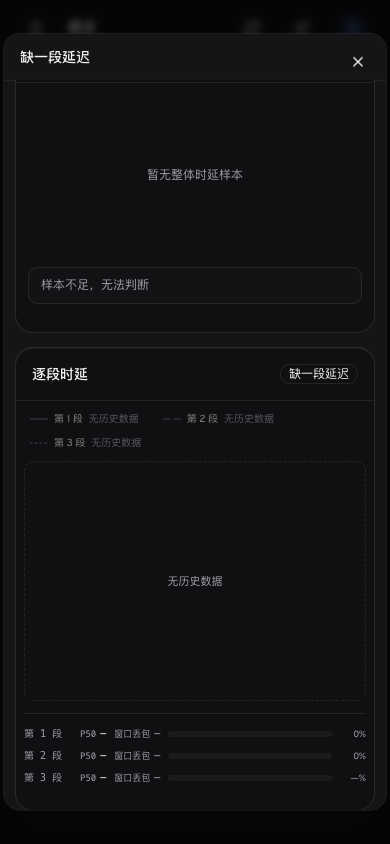 缺一段延迟 ×
暂无整体时延样本
样本不足，无法判断
逐段时延 缺一段延迟
第 1 段 无历史数据 第 2 段 无历史数据
第 3 段 无历史数据
无历史数据
第 1 段 P50 — 窗口丢包 — 0%
第 2 段 P50 — 窗口丢包 — 0%
第 3 段 P50 — 窗口丢包 — —%